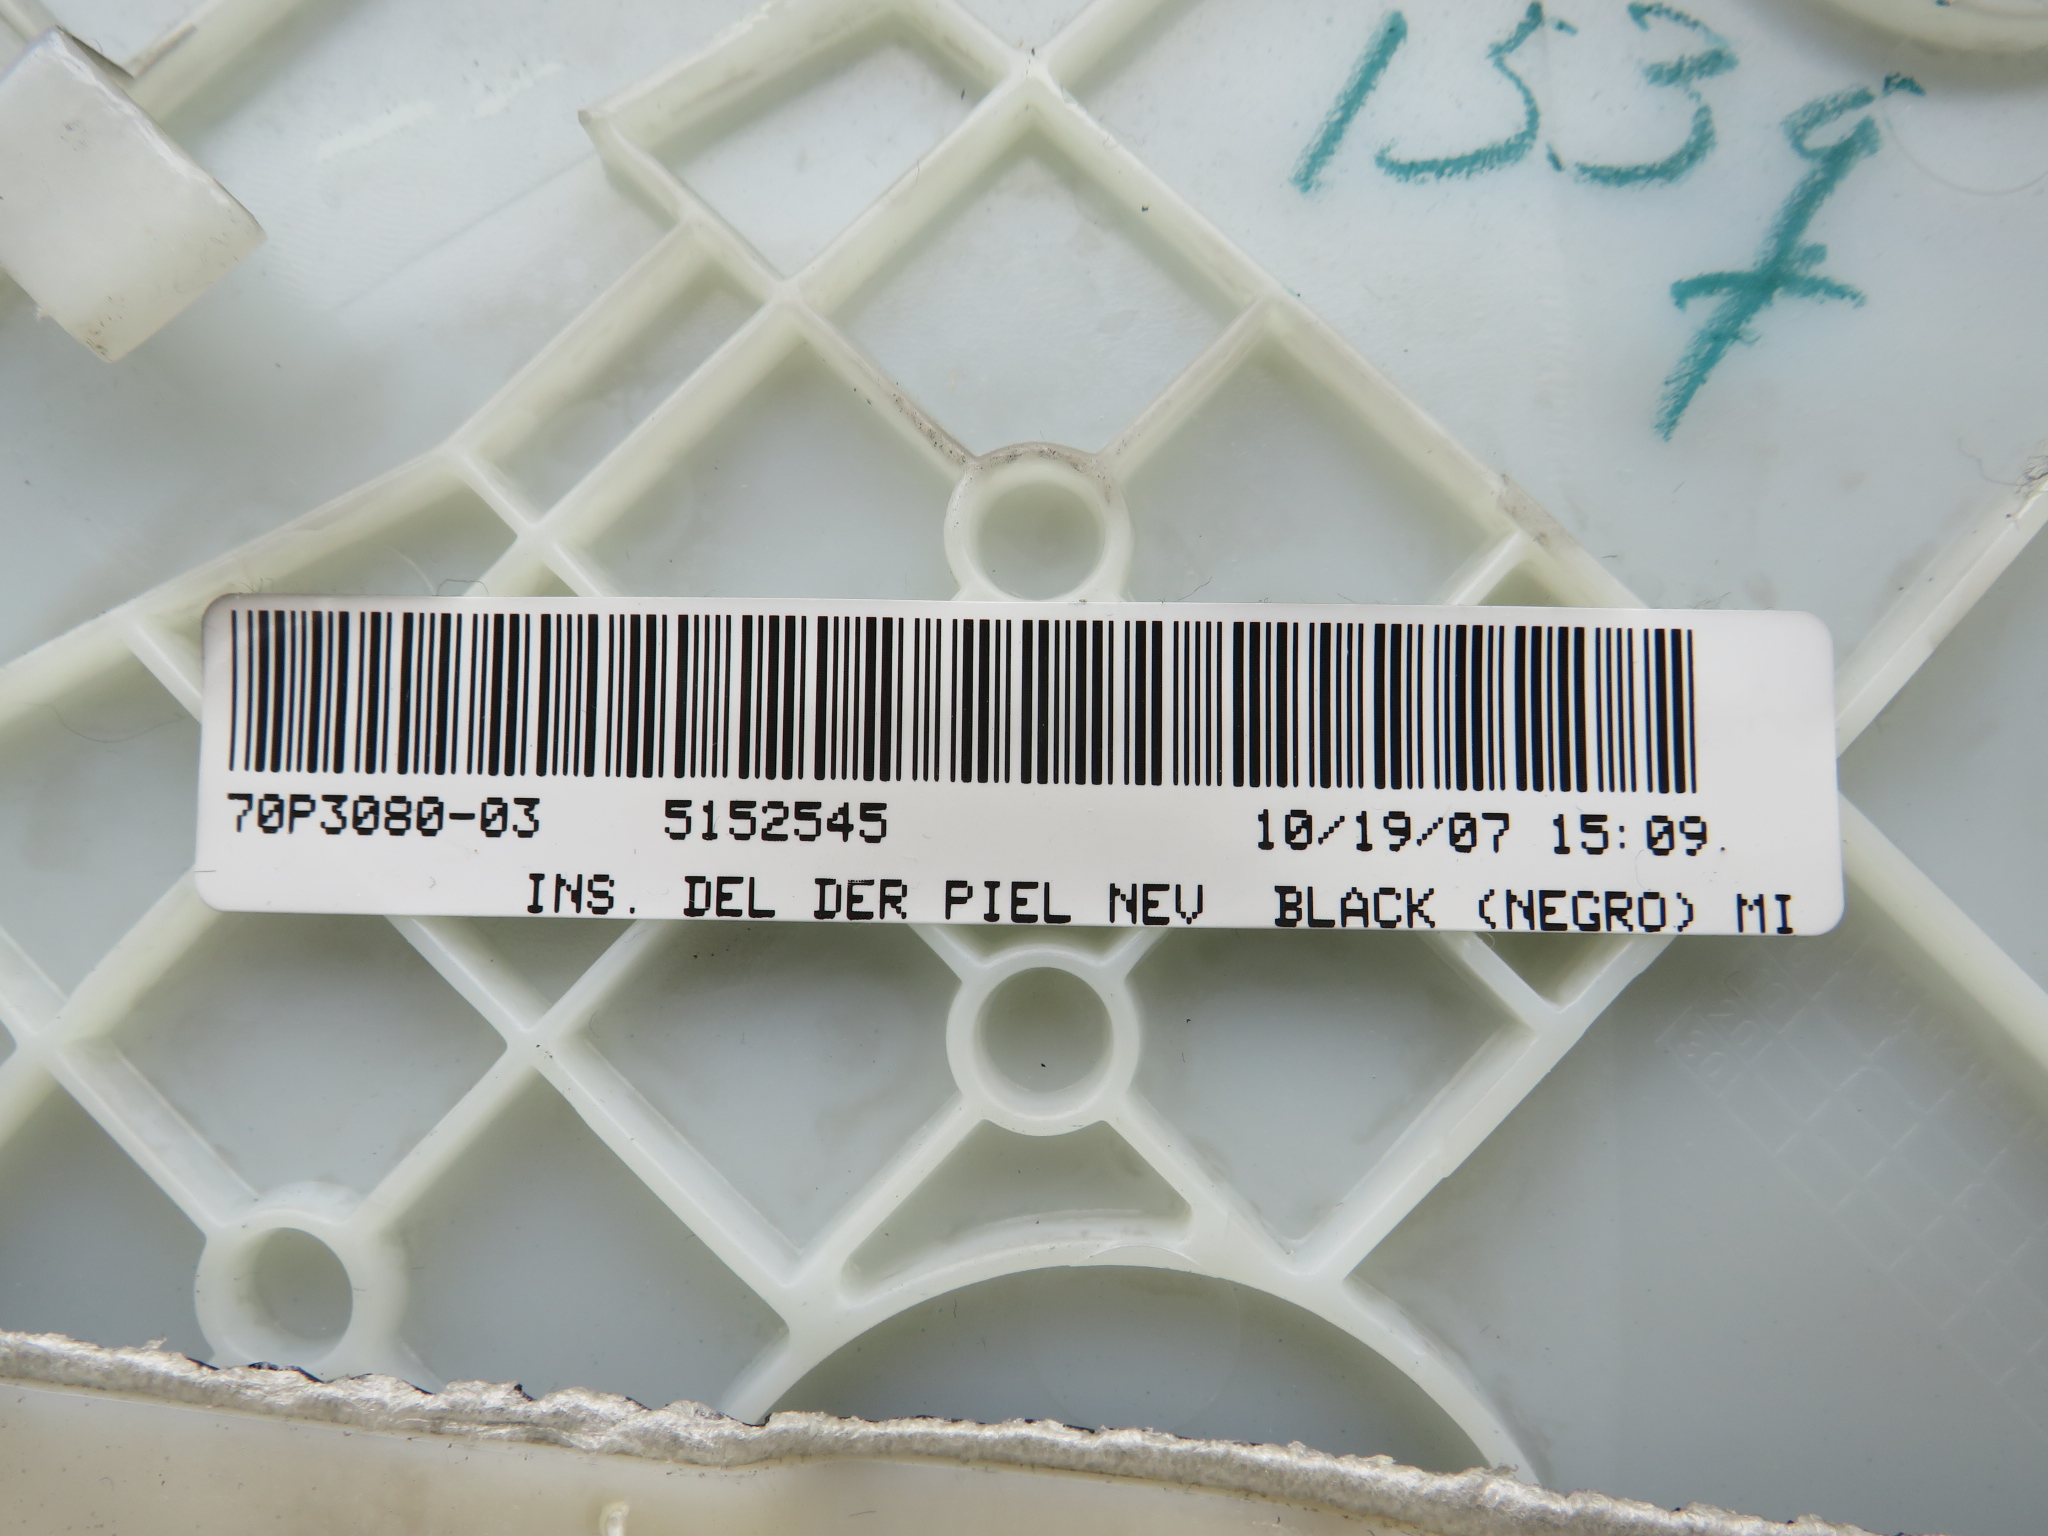 153
70P3080-03 5152545 10/19/07 15:09.
INS. DEL DER PIEL NEV BLACK (NEGRO) MI